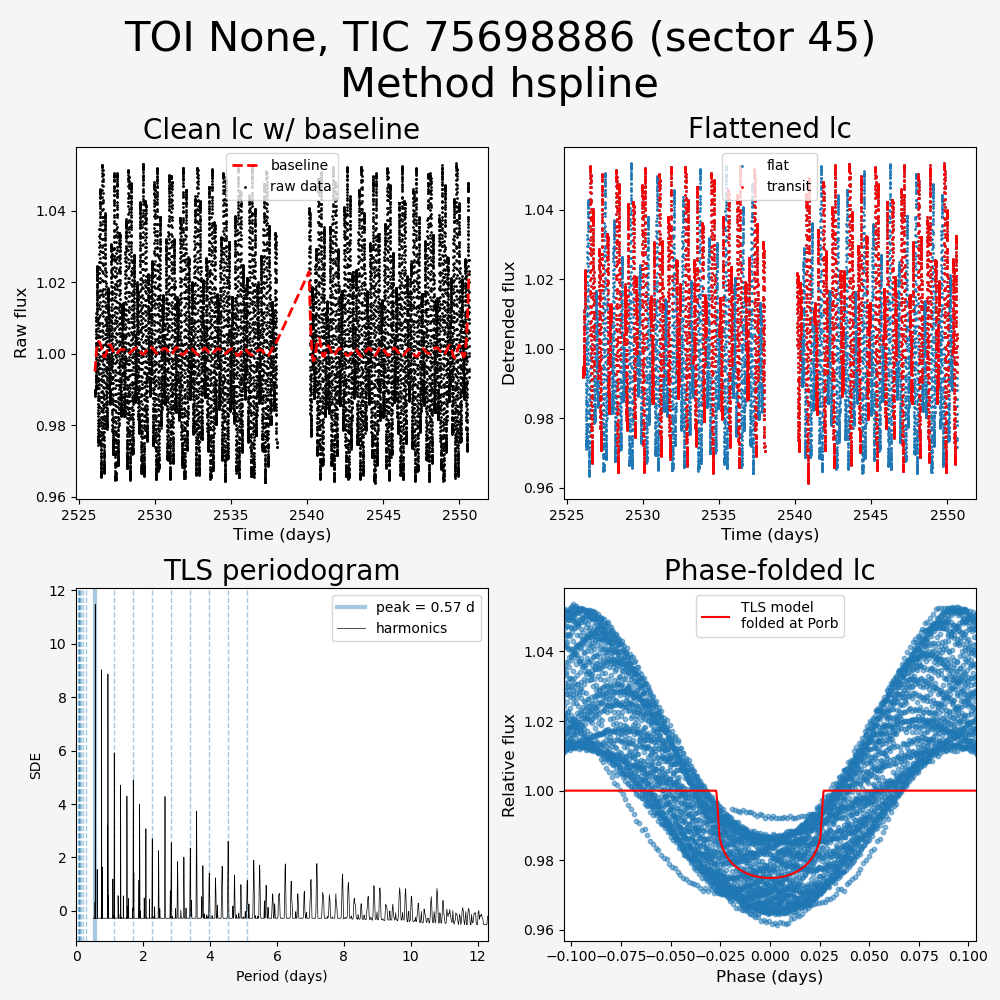 TOI None, TIC 75698886 (sector 45)
Method hspline
Clean lc w/ baseline
baseline
raw data
1.04
1.02
1.00
0.98
0.96
Raw flux
2525 2530 2535 2540 2545 2550
Time (days)
Flattened lc
flat
transit
1.04
1.02
1.00
0.98
0.96
Detrended flux
2525 2530 2535 2540 2545 2550
Time (days)
TLS periodogram
peak = 0.57 d
harmonics
12
10
8
6
4
2
0
SDE
0 2 4 6 8 10 12
Period (days)
Phase-folded lc
TLS model
folded at Porb
1.04
1.02
1.00
0.98
0.96
Relative flux
−0.100 −0.075 −0.050 −0.025 0.000 0.025 0.050 0.075 0.100
Phase (days)